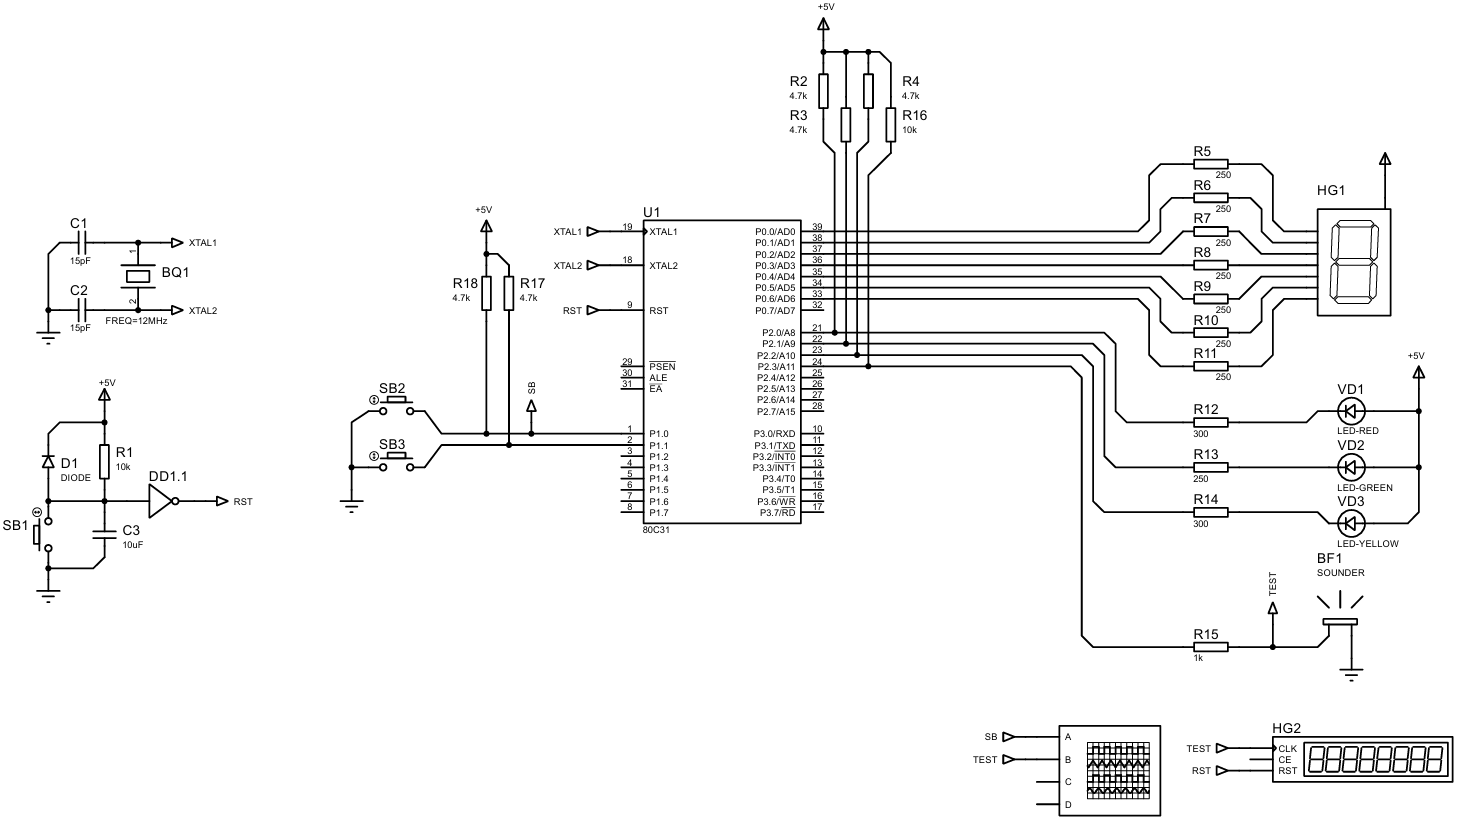 +5V
R2
4.7k
R3
4.7k
R4
4.7k
R16
10k
C1
15pF
C2
15pF
1
2
BQ1
FREQ=12MHz
XTAL1
XTAL2
+5V
D1
DIODE
R1
10k
DD1.1
RST
SB1
C3
10uF
+5V
R18
4.7k
R17
4.7k
SB
SB2
SB3
U1
80C31
XTAL1
19
XTAL1
XTAL2
18
XTAL2
RST
9
RST
29
PSEN
30
ALE
31
EA
1
P1.0
2
P1.1
3
P1.2
4
P1.3
5
P1.4
6
P1.5
7
P1.6
8
P1.7
P0.0/AD0
39
P0.1/AD1
38
P0.2/AD2
37
P0.3/AD3
36
P0.4/AD4
35
P0.5/AD5
34
P0.6/AD6
33
P0.7/AD7
32
P2.0/A8
21
P2.1/A9
22
P2.2/A10
23
P2.3/A11
24
P2.4/A12
25
P2.5/A13
26
P2.6/A14
27
P2.7/A15
28
P3.0/RXD
10
P3.1/TXD
11
P3.2/INT0
12
P3.3/INT1
13
P3.4/T0
14
P3.5/T1
15
P3.6/WR
16
P3.7/RD
17
R5
250
R6
250
R7
250
R8
250
R9
250
R10
250
R11
250
HG1
+5V
R12
300
R13
250
R14
300
VD1
LED-RED
VD2
LED-GREEN
VD3
LED-YELLOW
BF1
SOUNDER
TEST
R15
1k
SB
A
TEST
B
C
D
HG2
TEST
CLK
CE
RST
RST